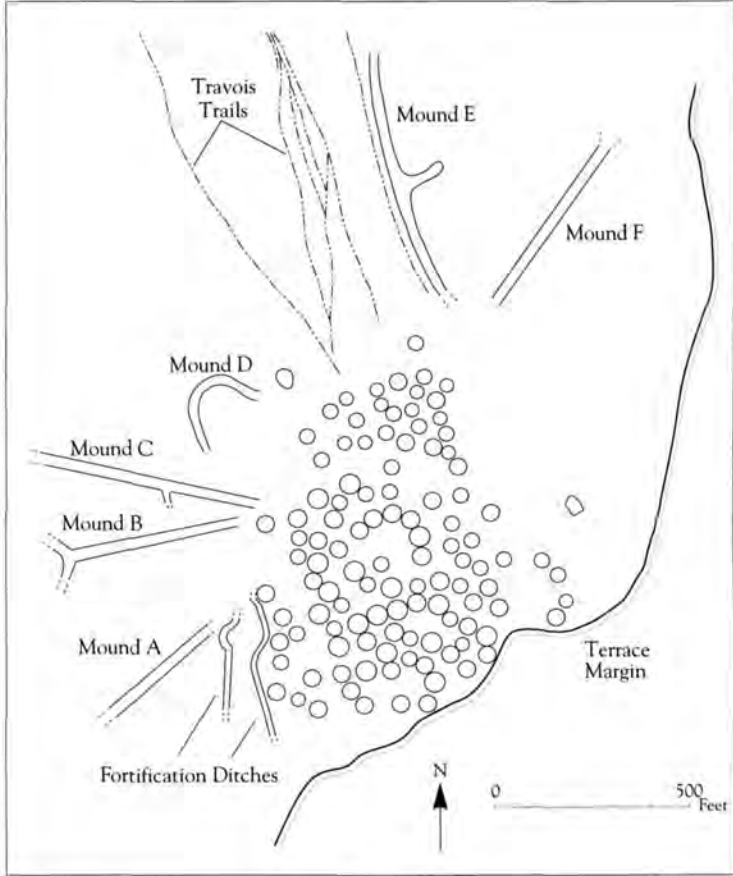 Travois
Trails
Mound E
Mound F
Mound D
Mound C
Mound B
Mound A
Terrace
Margin
Fortification Ditches
N
0
500
Feet